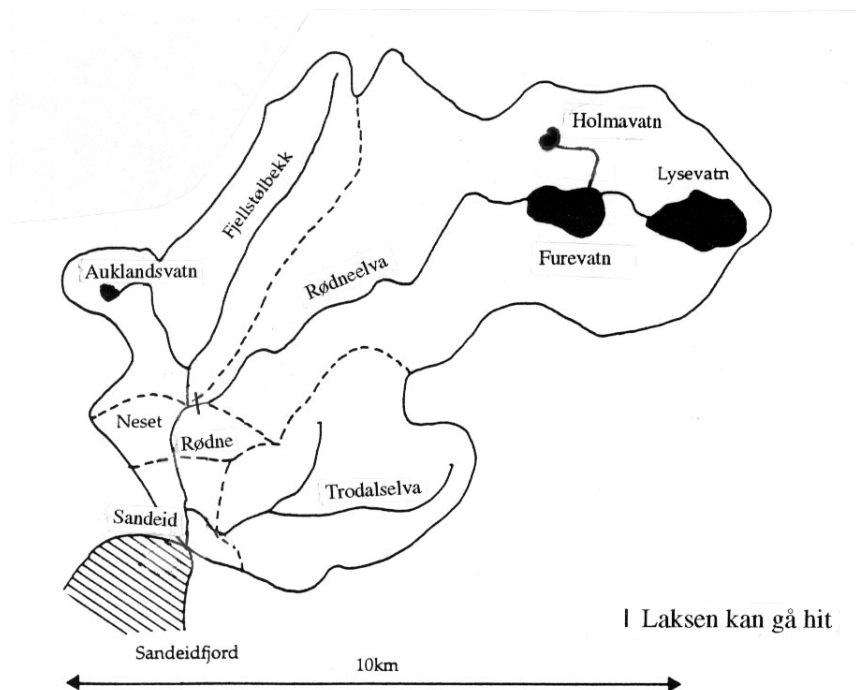 Holmavatn
Lysevatn
Fjellstølbekk
Furevatn
Auklandsvatn
Rødneelva
Neset
Rødne
Trodalselva
Sandeid
| Laksen kan gå hit
Sandeidfjord
10km